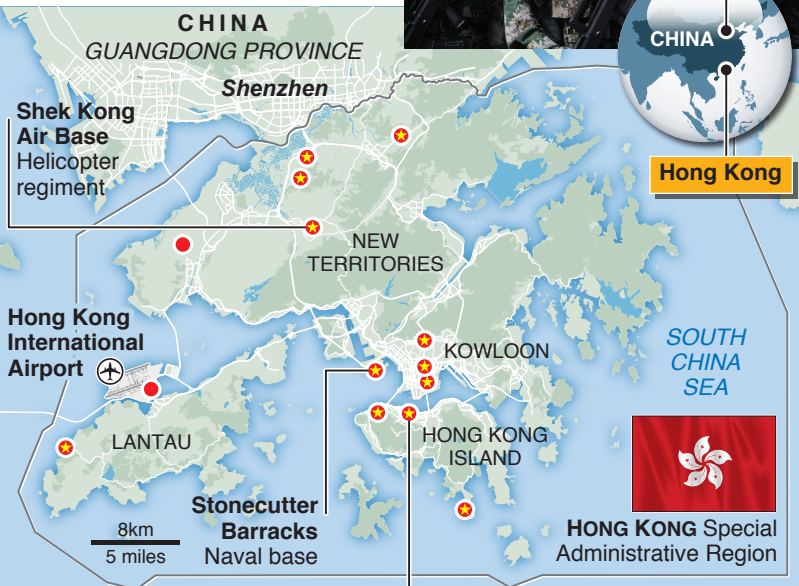 CHINA
GUANGDONG PROVINCE
Shenzhen
CHINA
Hong Kong
Shek Kong
Air Base
Helicopter
regiment
NEW
TERRITORIES
Hong Kong
International
Airport
KOWLOON
SOUTH
CHINA
SEA
LANTAU
HONG KONG
ISLAND
Stonecutter
Barracks
Naval base
8km
5 miles
HONG KONG Special
Administrative Region